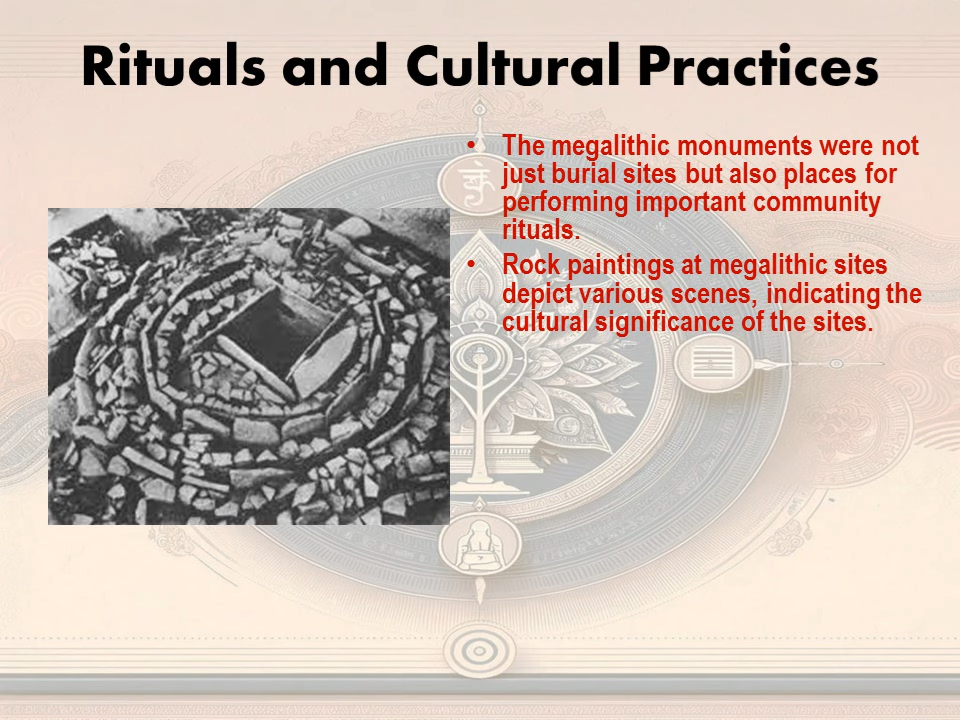 Rituals and Cultural Practices
• The megalithic monuments were not
just burial sites but also places for
performing important community
rituals.
• Rock paintings at megalithic sites
depict various scenes, indicating the
cultural significance of the sites.